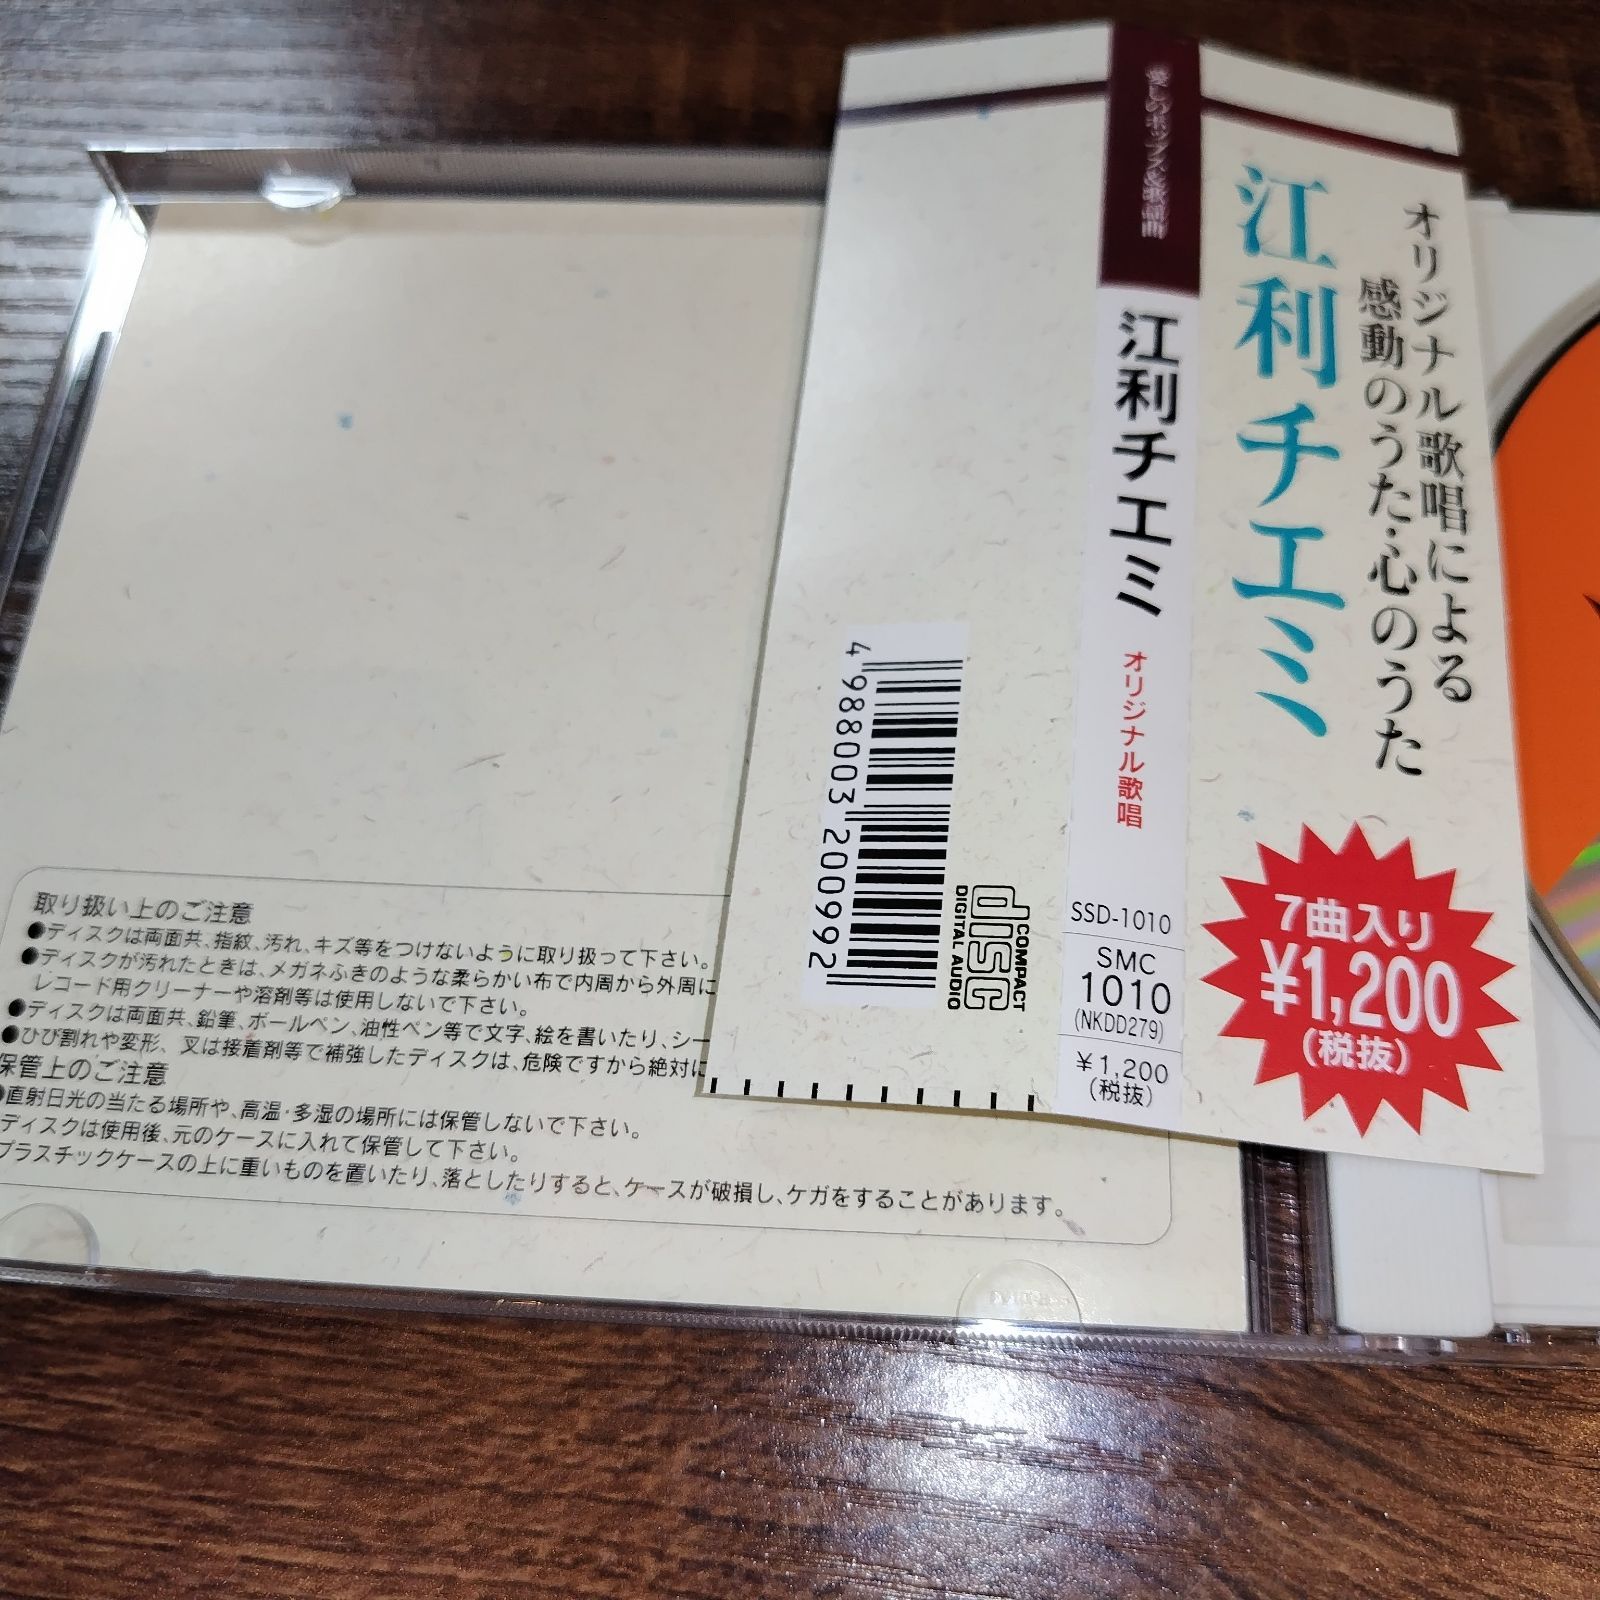 愛しのポップス&歌謡曲
江利チエミ
オリジナル歌唱
SSD-1010
SMC
1010
(NKDD279)
¥1,200
(税抜)
オリジナル歌唱による
感動のうた・心のうた
江利チエミ
7曲入り
¥1,200
(税抜)
4 988003 200992
COMPACT
disc
DIGITAL AUDIO
取り扱い上のご注意
●ディスクは両面共、指紋、汚れ、キズ等をつけないように取り扱って下さい。
●ディスクが汚れたときは、メガネふきのような柔らかい布で内周から外周に
レコード用クリーナーや溶剤等は使用しないで下さい。
●ディスクは両面共、鉛筆、ボールペン、油性ペン等で文字、絵を書いたり、シー
●ひび割れや変形、又は接着剤等で補強したディスクは、危険ですから絶対に
保管上のご注意
●直射日光の当たる場所や、高温・多湿の場所には保管しないで下さい。
ディスクは使用後、元のケースに入れて保管して下さい。
プラスチックケースの上に重いものを置いたり、落としたりすると、ケースが破損し、ケガをすることがあります。